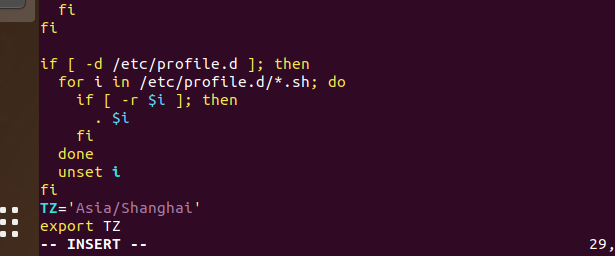 fi
fi

if [ -d /etc/profile.d ]; then
  for i in /etc/profile.d/*.sh; do
    if [ -r $i ]; then
      . $i
    fi
  done
  unset i
fi
TZ='Asia/Shanghai'
export TZ
-- INSERT -- 29,